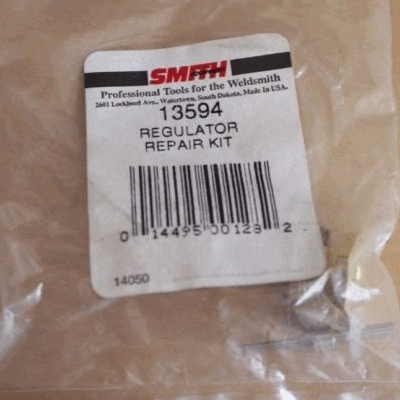 SMITH
Professional Tools for the Weldsmith
2601 Lockheed Ave., Watertown, South Dakota, Made In USA.
13594
REGULATOR
REPAIR KIT
0 14495 00128 2
14050